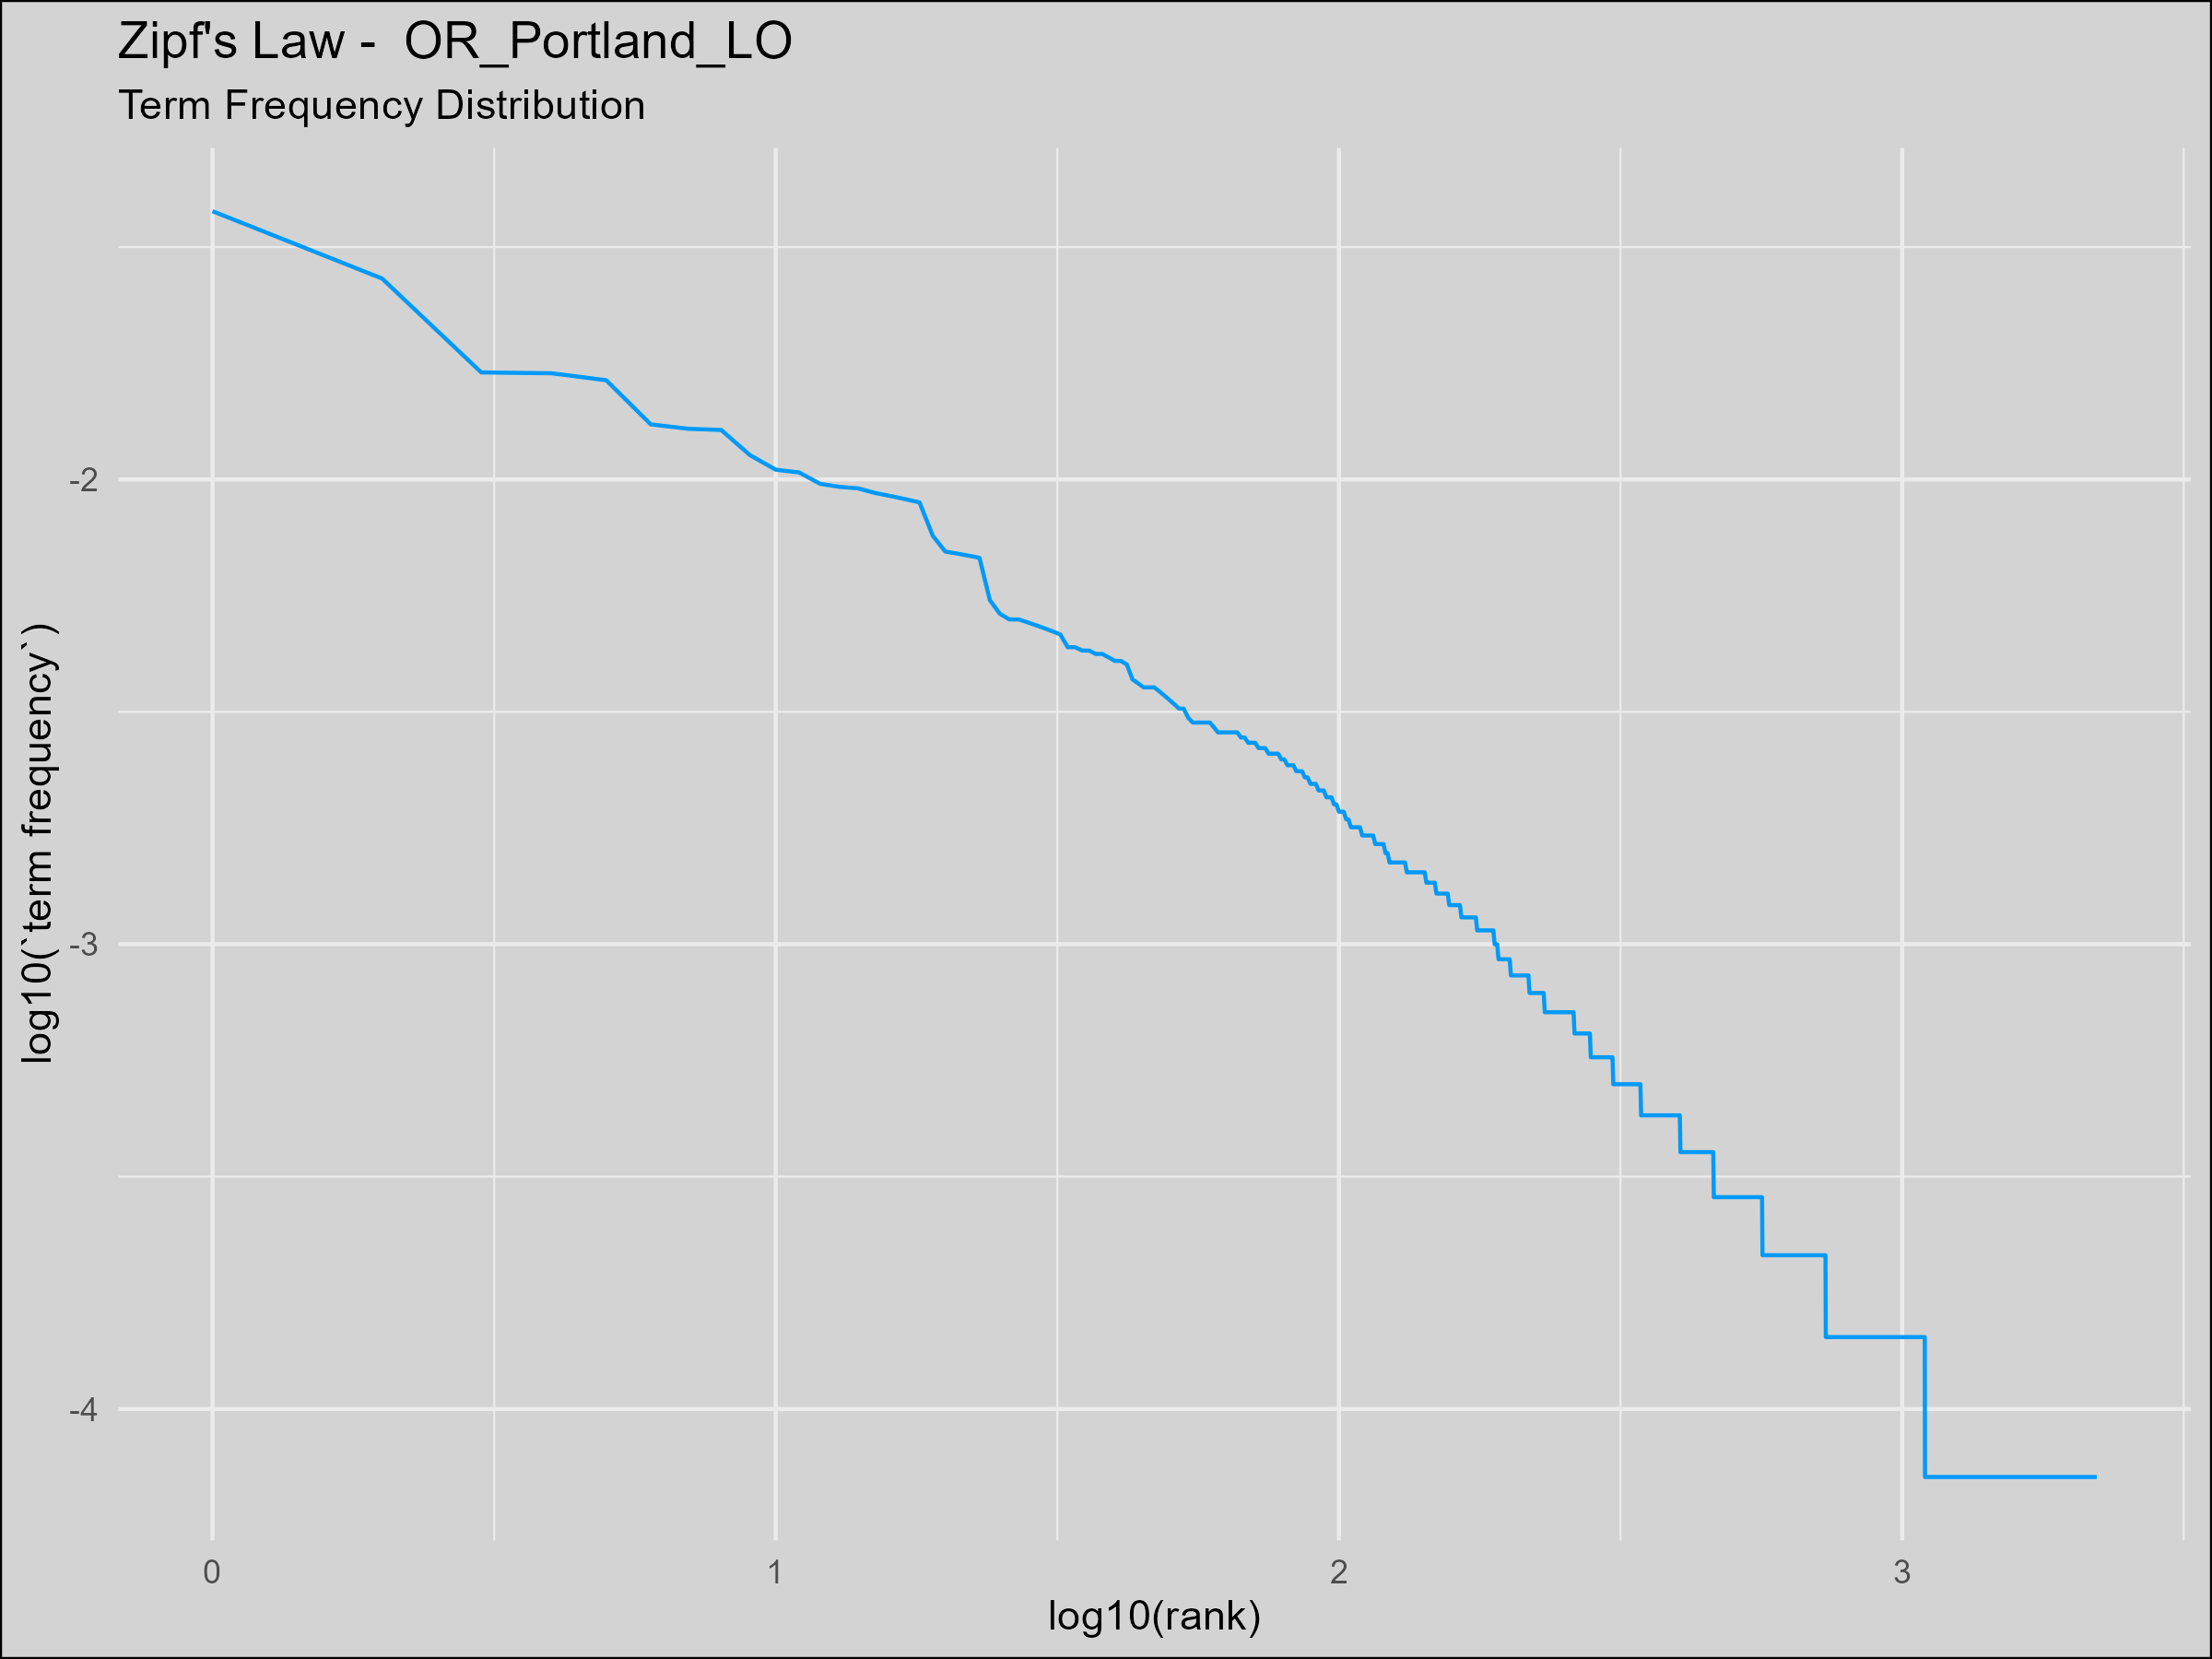 Zipf's Law -  OR_Portland_LO
Term Frequency Distribution
log10(`term frequency`)
-2
-3
-4
0
1
2
3
log10(rank)